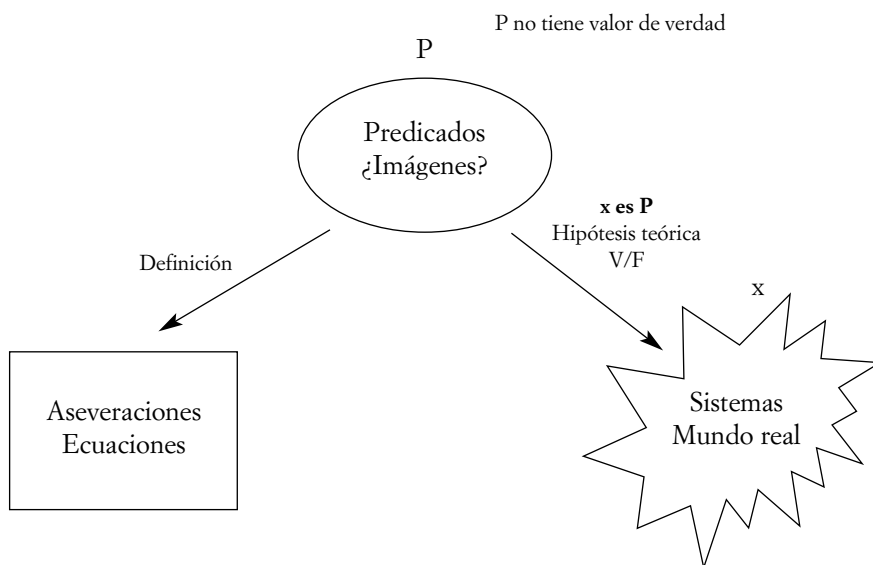 P no tiene valor de verdad
P
Predicados
¿Imágenes?
x es P
Hipótesis teórica
V/F
Definición
x
Aseveraciones
Ecuaciones
Sistemas
Mundo real